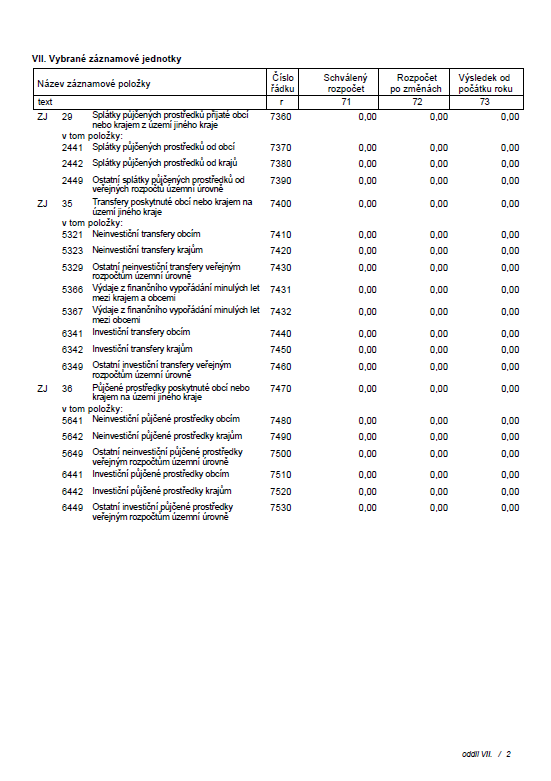 VII. Vybrané záznamové jednotky
Název záznamové položky Číslo řádku Schválený rozpočet Rozpočet po změnách Výsledek od počátku roku
text r 71 72 73
ZJ 29 Splátky půjčených prostředků přijaté obcí 7360 0,00 0,00 0,00
nebo krajem z území jiného kraje
v tom položky:
2441 Splátky půjčených prostředků od obcí 7370 0,00 0,00 0,00
2442 Splátky půjčených prostředků od krajů 7380 0,00 0,00 0,00
2449 Ostatní splátky půjčených prostředků od 7390 0,00 0,00 0,00
veřejných rozpočtů územní úrovně
ZJ 35 Transfery poskytnuté obcí nebo krajem na 7400 0,00 0,00 0,00
území jiného kraje
v tom položky:
5321 Neinvestiční transfery obcím 7410 0,00 0,00 0,00
5323 Neinvestiční transfery krajům 7420 0,00 0,00 0,00
5329 Ostatní neinvestiční transfery veřejným 7430 0,00 0,00 0,00
rozpočtům územní úrovně
5366 Výdaje z finančního vypořádání minulých let 7431 0,00 0,00 0,00
mezi krajem a obcemi
5367 Výdaje z finančního vypořádání minulých let 7432 0,00 0,00 0,00
mezi obcemi
6341 Investiční transfery obcím 7440 0,00 0,00 0,00
6342 Investiční transfery krajům 7450 0,00 0,00 0,00
6349 Ostatní investiční transfery veřejným 7460 0,00 0,00 0,00
rozpočtům územní úrovně
ZJ 36 Půjčené prostředky poskytnuté obcí nebo 7470 0,00 0,00 0,00
krajem na území jiného kraje
v tom položky:
5641 Neinvestiční půjčené prostředky obcím 7480 0,00 0,00 0,00
5642 Neinvestiční půjčené prostředky krajům 7490 0,00 0,00 0,00
5649 Ostatní neinvestiční půjčené prostředky 7500 0,00 0,00 0,00
veřejným rozpočtům územní úrovně
6441 Investiční půjčené prostředky obcím 7510 0,00 0,00 0,00
6442 Investiční půjčené prostředky krajům 7520 0,00 0,00 0,00
6449 Ostatní investiční půjčené prostředky 7530 0,00 0,00 0,00
veřejným rozpočtům územní úrovně
oddíl VII. / 2